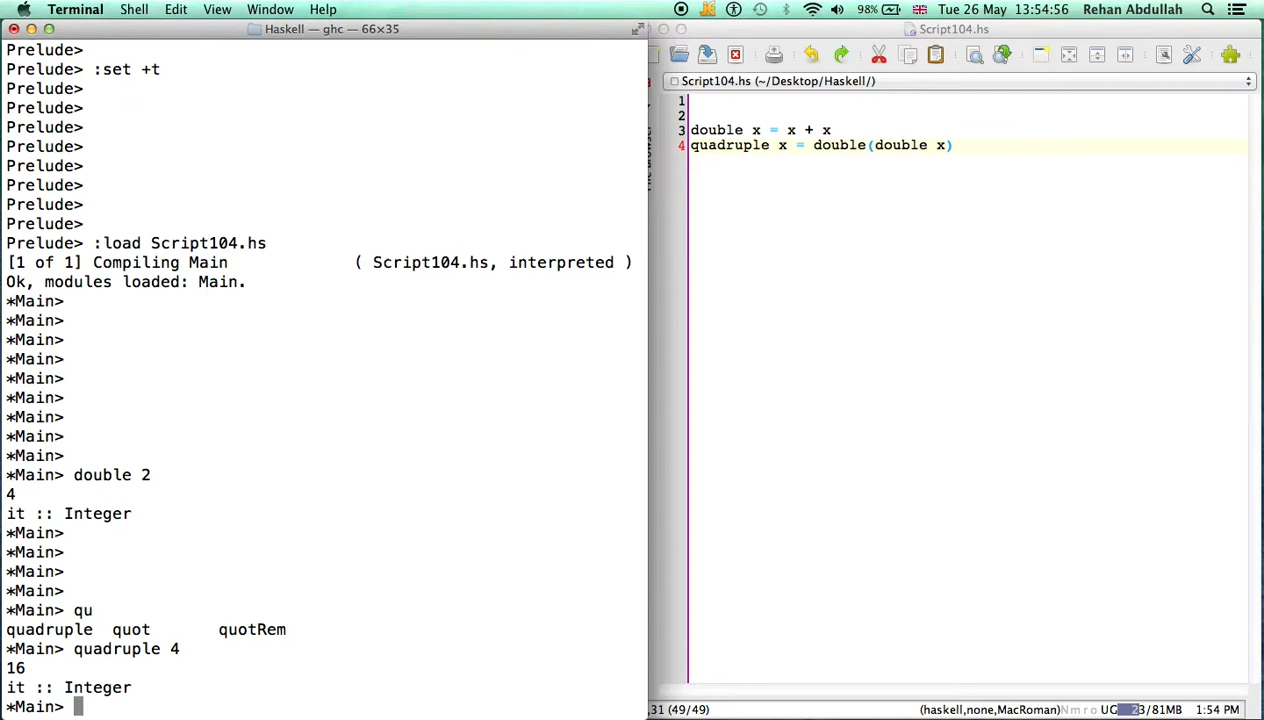 Terminal Shell Edit View Window Help 98% Tue 26 May 13:54:56 Rehan Abdullah
Haskell — ghc — 66×35
Prelude>
Prelude> :set +t
Prelude>
Prelude>
Prelude>
Prelude>
Prelude>
Prelude>
Prelude>
Prelude>
Prelude> :load Script104.hs
[1 of 1] Compiling Main ( Script104.hs, interpreted )
Ok, modules loaded: Main.
*Main>
*Main>
*Main>
*Main>
*Main>
*Main>
*Main>
*Main>
*Main>
*Main> double 2
4
it :: Integer
*Main>
*Main>
*Main>
*Main>
*Main> qu
quadruple quot quotRem
*Main> quadruple 4
16
it :: Integer
*Main>
Script104.hs
Script104.hs (~/Desktop/Haskell/)
1
2
3 double x = x + x
4 quadruple x = double(double x)
,31 (49/49) (haskell,none,MacRoman) N m r o UG 23/81MB 1:54 PM